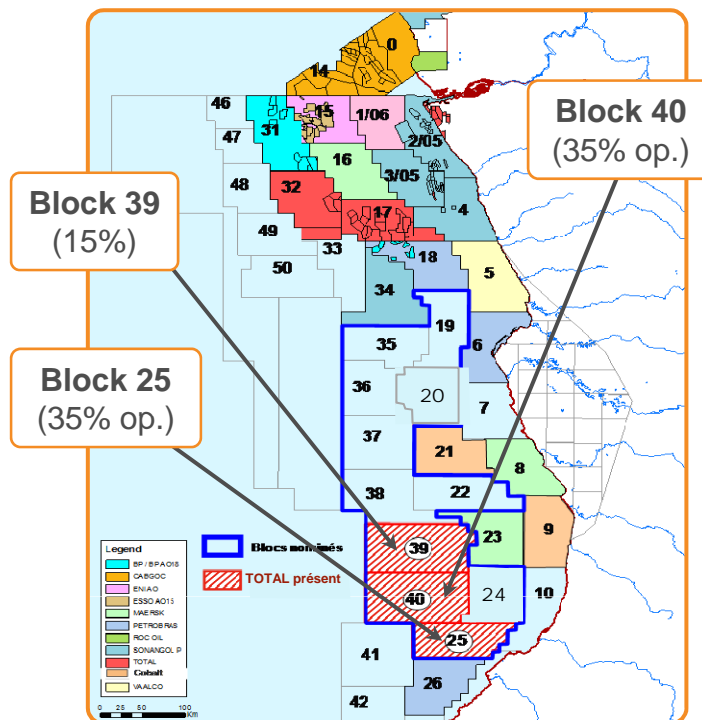 0
14
46
15
1/06
Block 40
(35% op.)
31
2/05
47
16
3/05
48
32
17
4
Block 39
(15%)
49
33
18
5
50
34
19
35
6
Block 25
(35% op.)
36
20
7
37
21
8
38
22
9
23
39
Blocs nominés
TOTAL présent
40
24
10
25
41
26
42
Legend
BP / BP AO18
CABGOC
ENI AO
ESSO AO15
MAERSK
PETROBRAS
ROC OIL
SONANGOL P
TOTAL
Cobalt
VAALCO
0 25 50 100
Km